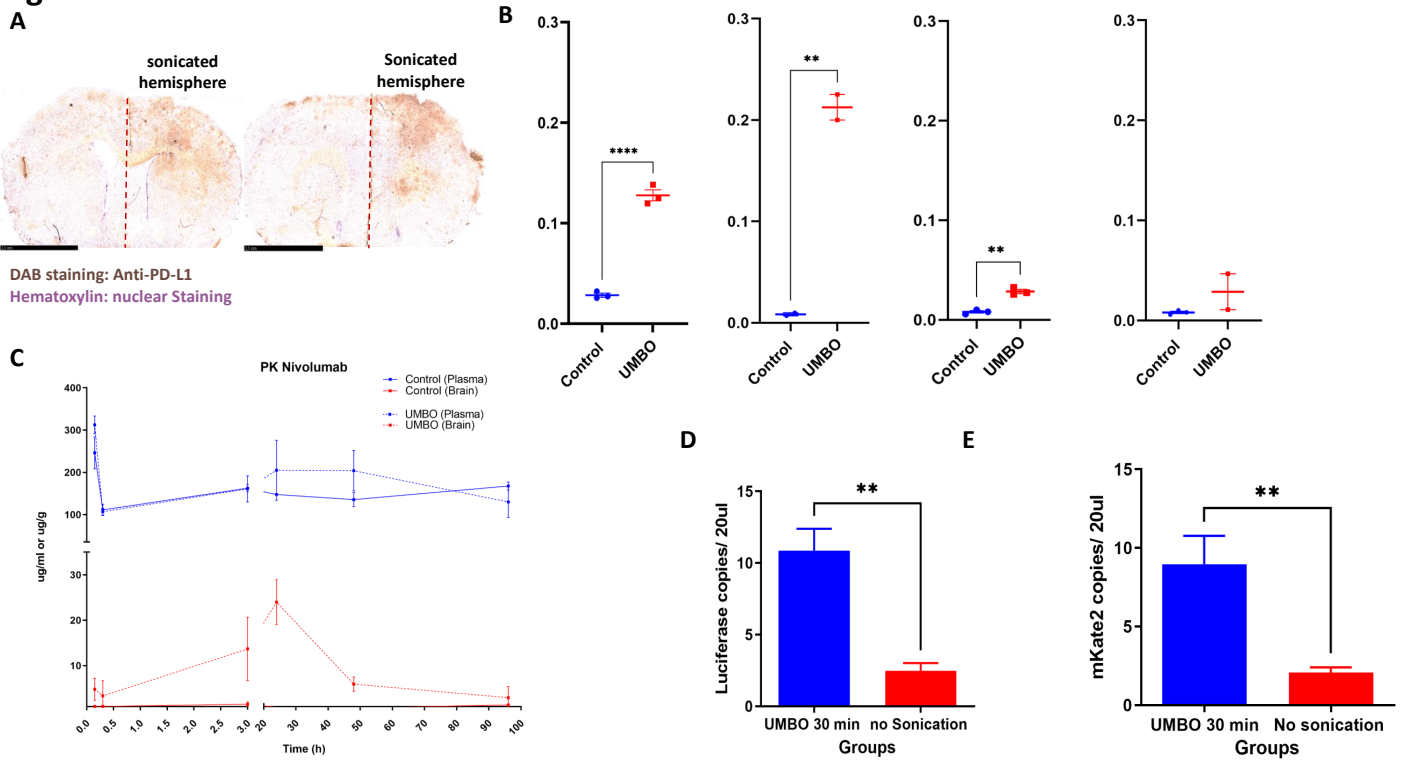 A
sonicated
hemisphere
Sonicated
hemisphere
DAB staining: Anti-PD-L1
Hematoxylin: nuclear Staining
B
0.3
0.2
0.1
0.0
****
Control
UMBO
0.3
0.2
0.1
0.0
**
Control
UMBO
0.3
0.2
0.1
0.0
**
Control
UMBO
0.3
0.2
0.1
0.0
Control
UMBO
C
PK Nivolumab
Control (Plasma)
Control (Brain)
UMBO (Plasma)
UMBO (Brain)
ug/ml or ug/g
400
300
200
100
30
20
10
0.0 0.5 1.0 1.5 2.0 2.5 3.0 20 30 40 50 60 70 80 90 100
Time (h)
D
Luciferase copies/ 20ul
15
10
5
0
**
UMBO 30 min no Sonication
Groups
E
mKate2 copies/ 20ul
15
10
5
0
**
UMBO 30 min No sonication
Groups